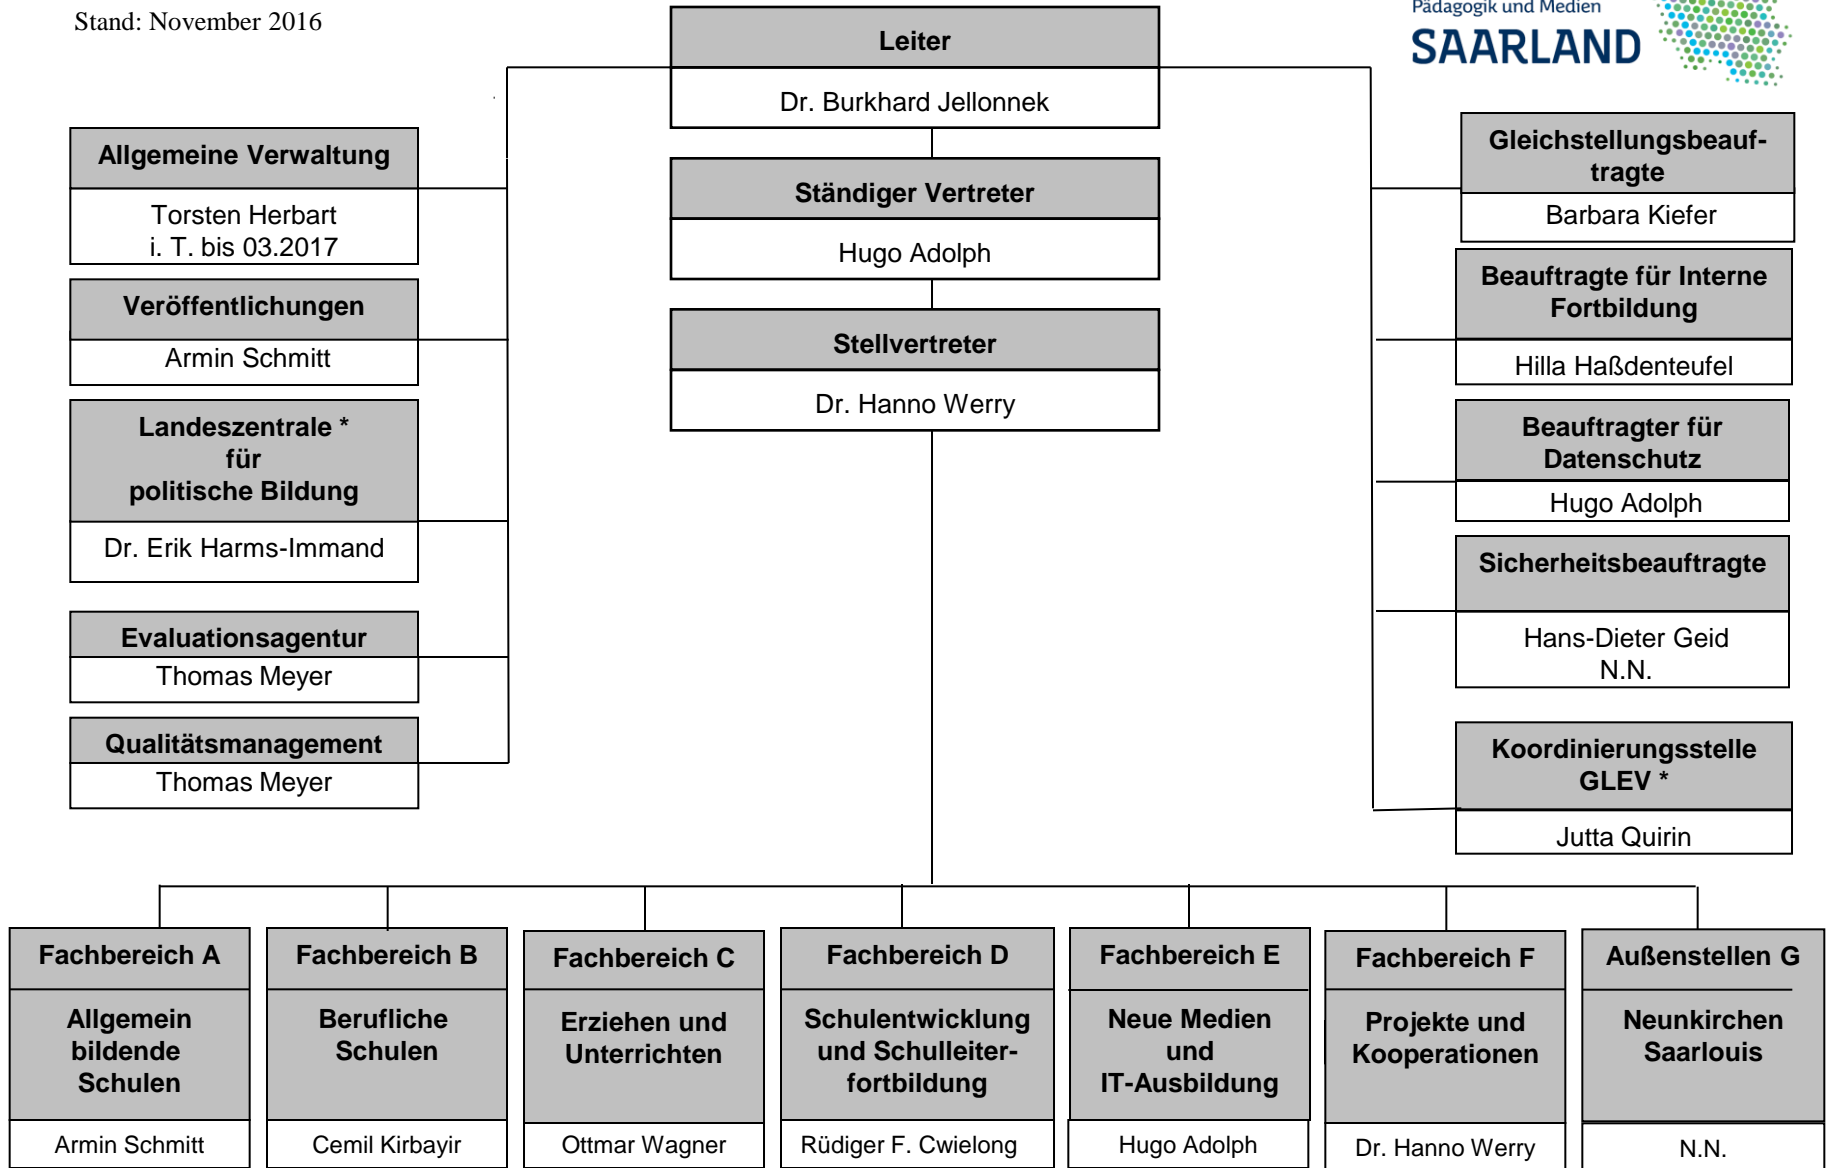 Stand: November 2016
Pädagogik und Medien
SAARLAND
Leiter
Dr. Burkhard Jellonnek
Ständiger Vertreter
Hugo Adolph
Stellvertreter
Dr. Hanno Werry
Allgemeine Verwaltung
Torsten Herbart
i. T. bis 03.2017
Veröffentlichungen
Armin Schmitt
Landeszentrale *
für
politische Bildung
Dr. Erik Harms-Immand
Evaluationsagentur
Thomas Meyer
Qualitätsmanagement
Thomas Meyer
Gleichstellungsbeauf-
tragte
Barbara Kiefer
Beauftragte für Interne
Fortbildung
Hilla Haßdenteufel
Beauftragter für
Datenschutz
Hugo Adolph
Sicherheitsbeauftragte
Hans-Dieter Geid
N.N.
Koordinierungsstelle
GLEV *
Jutta Quirin
Fachbereich A
Allgemein
bildende
Schulen
Armin Schmitt
Fachbereich B
Berufliche
Schulen
Cemil Kirbayir
Fachbereich C
Erziehen und
Unterrichten
Ottmar Wagner
Fachbereich D
Schulentwicklung
und Schulleiter-
fortbildung
Rüdiger F. Cwielong
Fachbereich E
Neue Medien
und
IT-Ausbildung
Hugo Adolph
Fachbereich F
Projekte und
Kooperationen
Dr. Hanno Werry
Außenstellen G
Neunkirchen
Saarlouis
N.N.